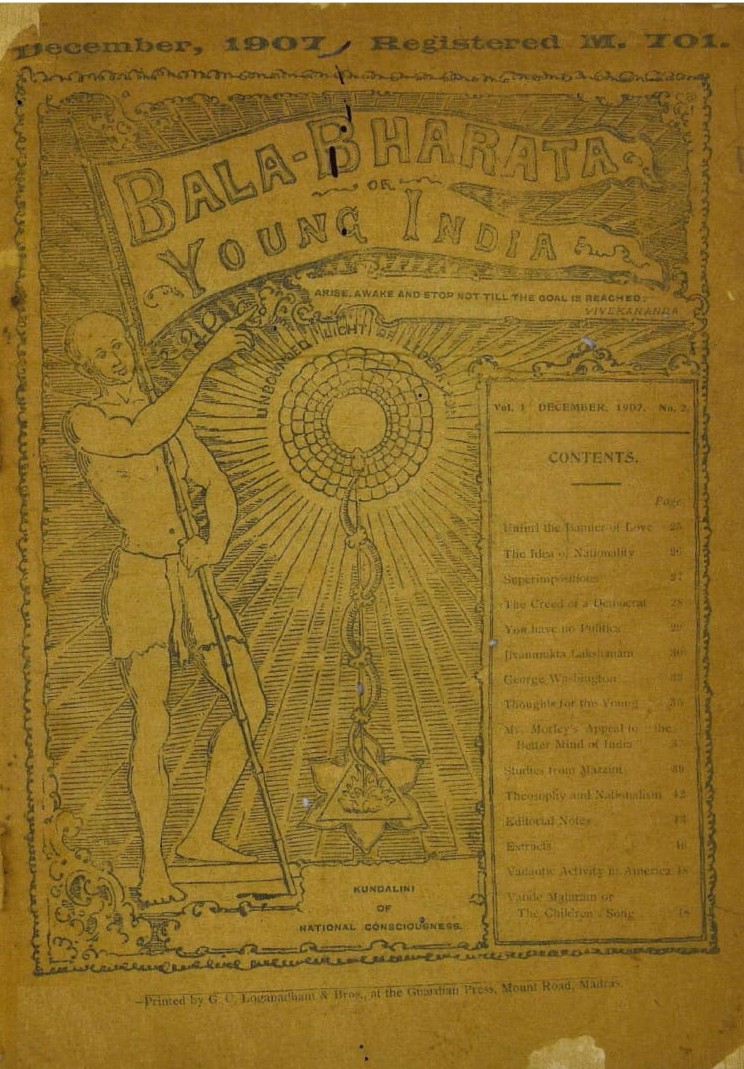 December, 1907, Registered M. 701.
BALA-BHARATA
OR
YOUNG INDIA
ARISE, AWAKE AND STOP NOT TILL THE GOAL IS REACHED.
VIVEKANANDA
UNBOUNDED LIGHT OF
Vol. 1 DECEMBER, 1907. No. 2.
CONTENTS.
Page
Unfurl the Banner of Love 25
The Idea of Nationality 26
Superimpositions 27
The Creed of a Democrat 28
You have no Politics 29
Jivanmukta Lakshanam 30
George Washington 33
Thoughts for the Young 35
Mr. Morley's Appeal to "the
Better Mind of India" 37
Studies from Mazzini 39
Theosophy and Nationalism 42
Editorial Notes 43
Extracts 46
Vedantic Activity in America 48
Vande Mataram or
The Children's Song 48
KUNDALINI
OF
NATIONAL CONSCIOUSNESS.
—Printed by G. C. Loganadham & Bros., at the Guardian Press, Mount Road, Madras.